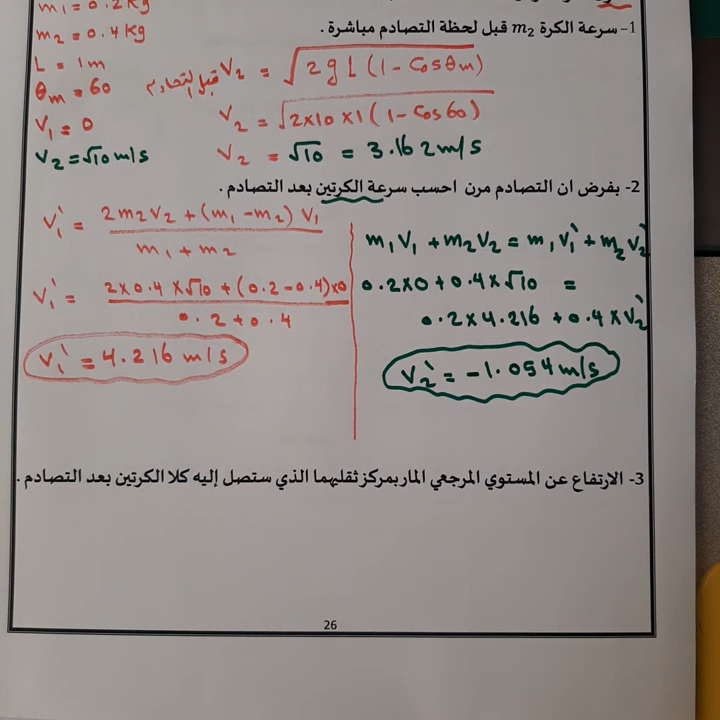 m₁ = 0.2 Kg
m₂ = 0.4 Kg
L = 1m
θm = 60
V₁ = 0
V₂ = √10 m/s
1- سرعة الكرة m₂ قبل لحظة التصادم مباشرة .
قبل التصادم V₂ = √2gL(1 - Cosθm)
V₂ = √2×10×1(1 - Cos60)
V₂ = √10 = 3.162 m/s
2- بفرض ان التصادم مرن احسب سرعة الكرتين بعد التصادم .
V₁' = 2m₂V₂ + (m₁ - m₂) V₁ / m₁ + m₂
V₁' = 2×0.4×√10 + (0.2 - 0.4)×0 / 0.2 + 0.4
V₁' = 4.216 m/s
m₁V₁ + m₂V₂ = m₁V₁' + m₂V₂'
0.2×0 + 0.4×√10 =
0.2×4.216 + 0.4×V₂'
V₂' = -1.054 m/s
3- الارتفاع عن المستوي المرجعي المار بمركز ثقليهما الذي ستصل إليه كلا الكرتين بعد التصادم .
26